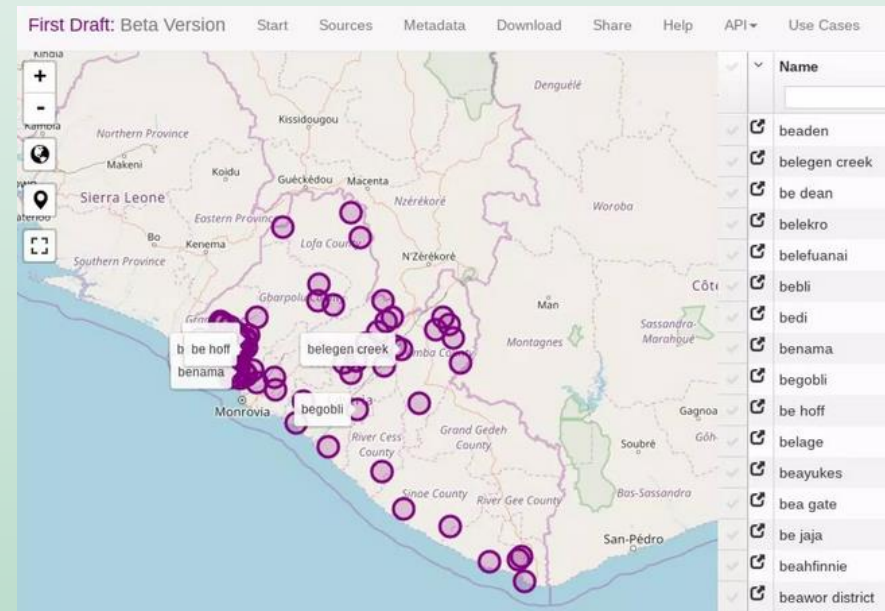 First Draft: Beta Version Start Sources Metadata Download Share Help API Use Cases
Kindia
+
-
Kambia
Northern Province
Makeni
Koidu
Kissidougou
Guéckédou
Macenta
Denguélé
Sierra Leone
Eastern Province
Nzérékoré
Woroba
Bo
Kenema
Lofa County
N'Zérékoré
Southern Province
Man
Montagnes
Sassandra-
Marahoué
be hoff
belegen creek
benama
begobli
Monrovia
River Cess
County
Grand Gedeh
County
Soubré
Gagnoa
Sinoe County
River Gee County
Bas-Sassandra
San-Pédro
Name
beaden
belegen creek
be dean
belekro
belefuanai
bebli
bedi
benama
begobli
be hoff
belage
beayukes
bea gate
be jaja
beahfinnie
beawor district